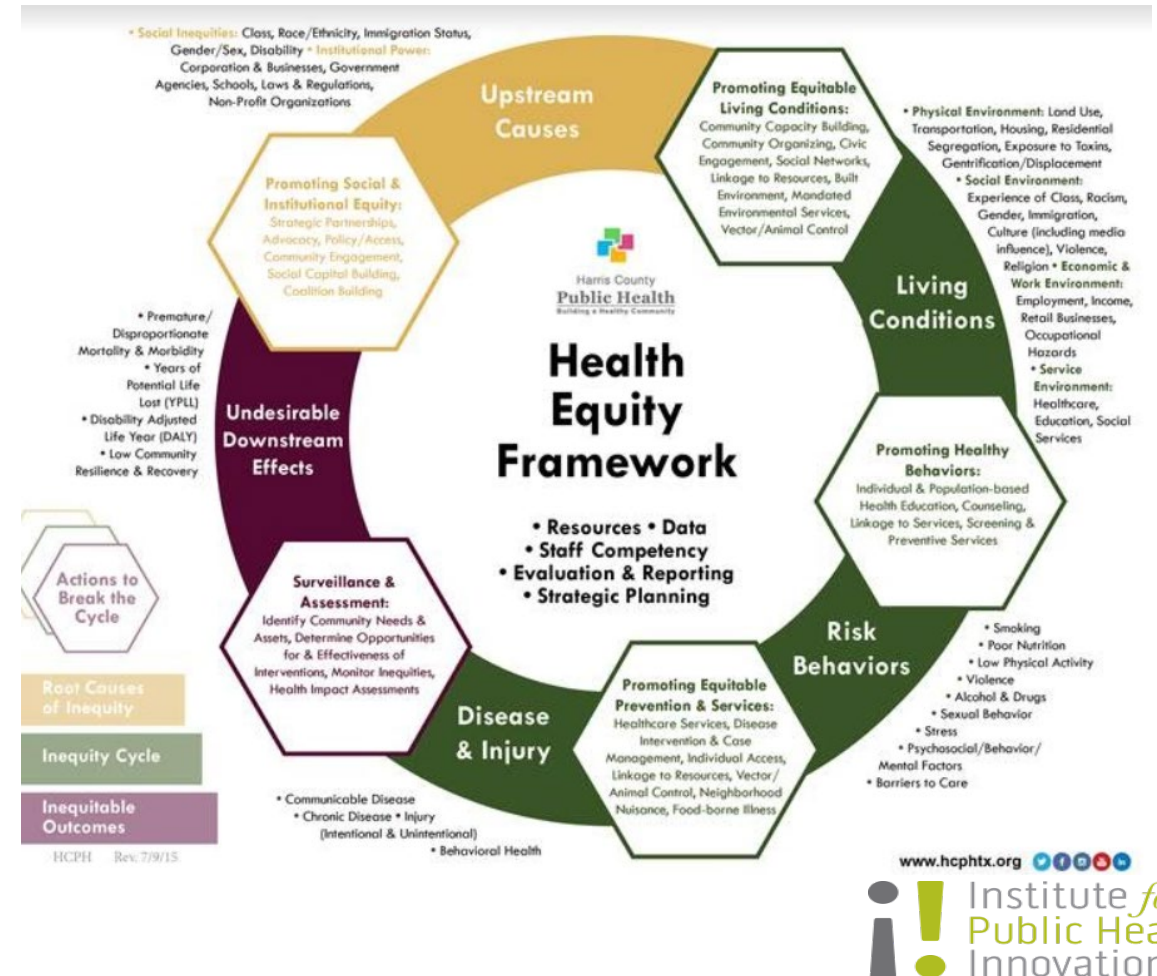 • Social Inequities: Class, Race/Ethnicity, Immigration Status,
Gender/Sex, Disability • Institutional Power:
Corporation & Businesses, Government
Agencies, Schools, Laws & Regulations,
Non-Profit Organizations
Upstream
Causes
Promoting Equitable
Living Conditions:
Community Capacity Building,
Community Organizing, Civic
Engagement, Social Networks,
Linkage to Resources, Built
Environment, Mandated
Environmental Services,
Vector/Animal Control
• Physical Environment: Land Use,
Transportation, Housing, Residential
Segregation, Exposure to Toxins,
Gentrification/Displacement
• Social Environment:
Experience of Class, Racism,
Gender, Immigration,
Culture (including media
influence), Violence,
Religion • Economic &
Work Environment:
Employment, Income,
Retail Businesses,
Occupational
Hazards
• Service
Environment:
Healthcare,
Education, Social
Services
Promoting Social &
Institutional Equity:
Strategic Partnerships,
Advocacy, Policy/Access,
Community Engagement,
Social Capital Building,
Coalition Building
Harris County
Public Health
Building a Healthy Community
Living
Conditions
Health
Equity
Framework
• Resources • Data
• Staff Competency
• Evaluation & Reporting
• Strategic Planning
• Premature/
Disproportionate
Mortality & Morbidity
• Years of
Potential Life
Lost (YPLL)
• Disability Adjusted
Life Year (DALY)
• Low Community
Resilience & Recovery
Undesirable
Downstream
Effects
Promoting Healthy
Behaviors:
Individual & Population-based
Health Education, Counseling,
Linkage to Services, Screening &
Preventive Services
Surveillance &
Assessment:
Identify Community Needs &
Assets, Determine Opportunities
for & Effectiveness of
Interventions, Monitor Inequities,
Health Impact Assessments
Risk
Behaviors
• Smoking
• Poor Nutrition
• Low Physical Activity
• Violence
• Alcohol & Drugs
• Sexual Behavior
• Stress
• Psychosocial/Behavior/
Mental Factors
• Barriers to Care
Promoting Equitable
Prevention & Services:
Healthcare Services, Disease
Intervention & Case
Management, Individual Access,
Linkage to Resources, Vector/
Animal Control, Neighborhood
Nuisance, Food-borne Illness
Disease
& Injury
• Communicable Disease
• Chronic Disease • Injury
(Intentional & Unintentional)
• Behavioral Health
Actions to
Break the
Cycle
Root Causes
of Inequity
Inequity Cycle
Inequitable
Outcomes
HCPH Rev. 7/9/15
www.hcphtx.org
Institute
Public
Innovation